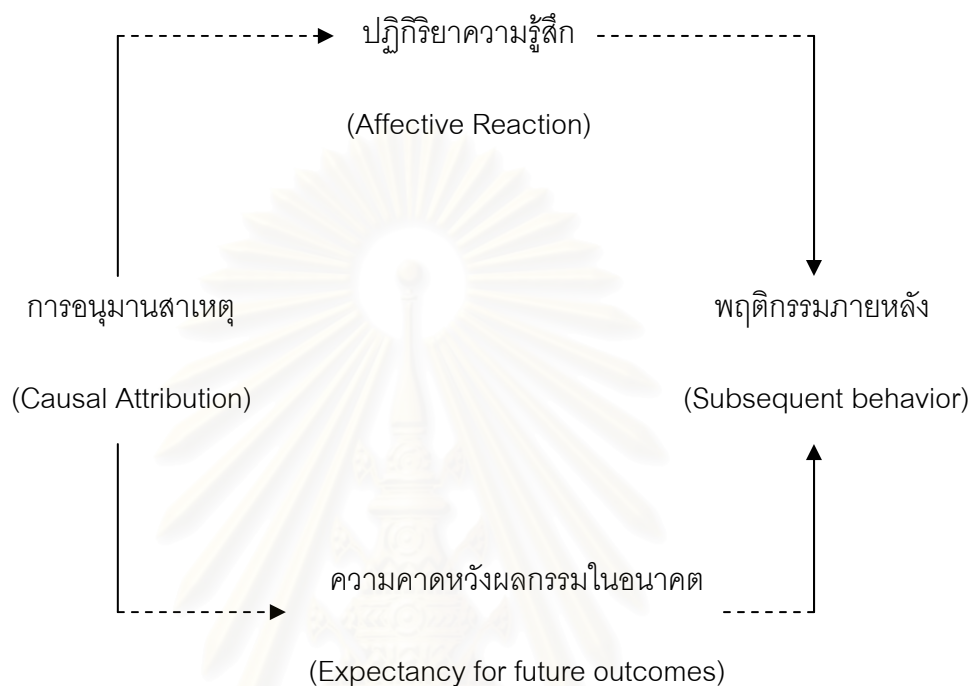 ปฏิกิริยาความรู้สึก
(Affective Reaction)
การอนุมานสาเหตุ
(Causal Attribution)
พฤติกรรมภายหลัง
(Subsequent behavior)
ความคาดหวังผลกรรมในอนาคต
(Expectancy for future outcomes)